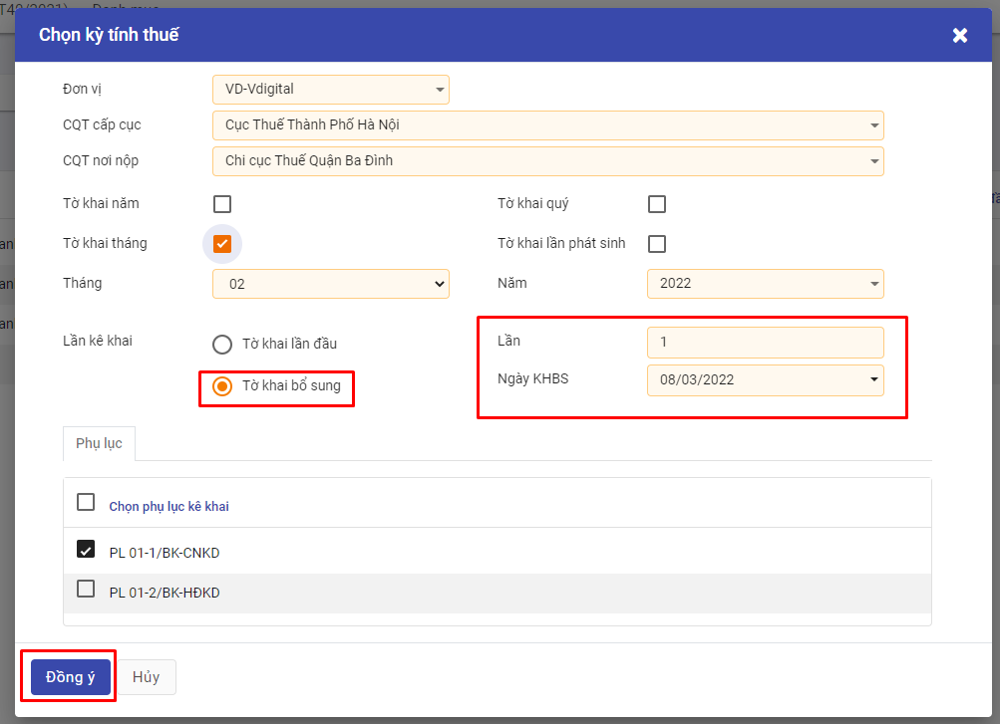 T40/2021) Danh mục
Chọn kỳ tính thuế
Đơn vị VD-Vdigital
CQT cấp cục Cục Thuế Thành Phố Hà Nội
CQT nơi nộp Chi cục Thuế Quận Ba Đình
Tờ khai năm Tờ khai quý
Tờ khai tháng Tờ khai lần phát sinh
Tháng 02 Năm 2022
Lần kê khai Tờ khai lần đầu Lần 1
Tờ khai bổ sung Ngày KHBS 08/03/2022
Phụ lục
Chọn phụ lục kê khai
PL 01-1/BK-CNKD
PL 01-2/BK-HĐKD
Đồng ý Hủy